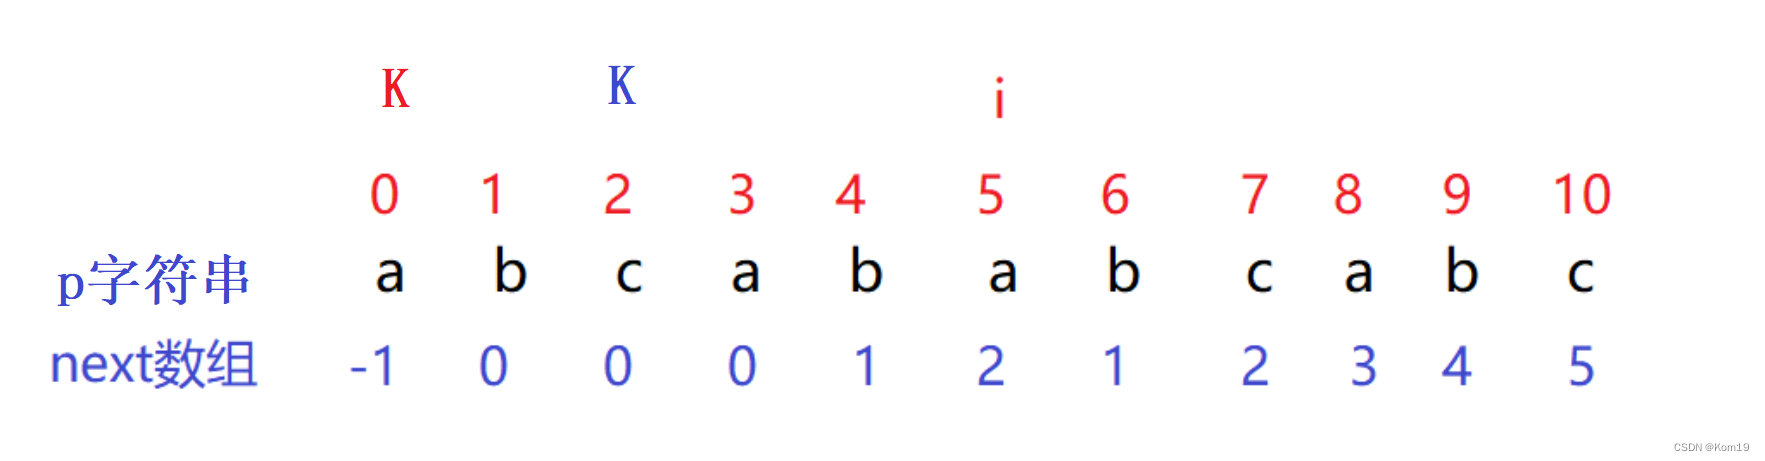 K K i
0 1 2 3 4 5 6 7 8 9 10
p字符串 a b c a b a b c a b c
next数组 -1 0 0 0 1 2 1 2 3 4 5
CSDN @Kom19